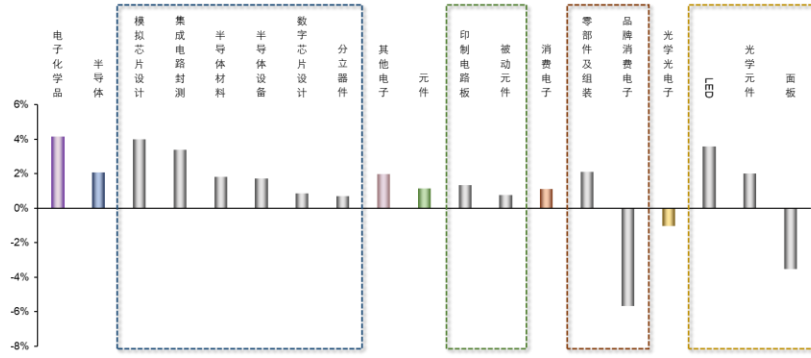 电子化学品
半导体
模拟芯片设计
集成电路封测
半导体材料
半导体设备
数字芯片设计
分立器件
其他电子
元件
印制电路板
被动元件
消费电子
零部件及组装
品牌消费电子
光学光电子
LED
光学元件
面板
6%
4%
2%
0%
-2%
-4%
-6%
-8%